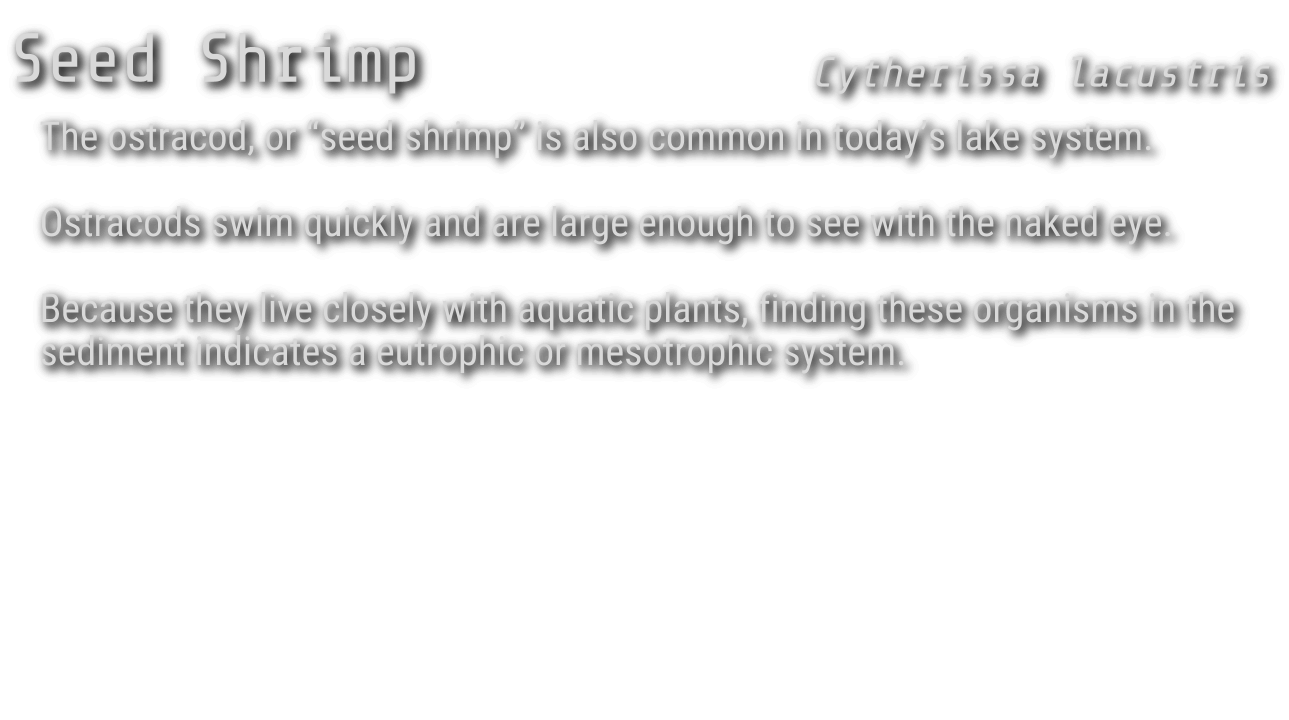 Seed Shrimp
Cytherissa lacustris
The ostracod, or “seed shrimp” is also common in today’s lake system.
Ostracods swim quickly and are large enough to see with the naked eye.
Because they live closely with aquatic plants, finding these organisms in the
sediment indicates a eutrophic or mesotrophic system.